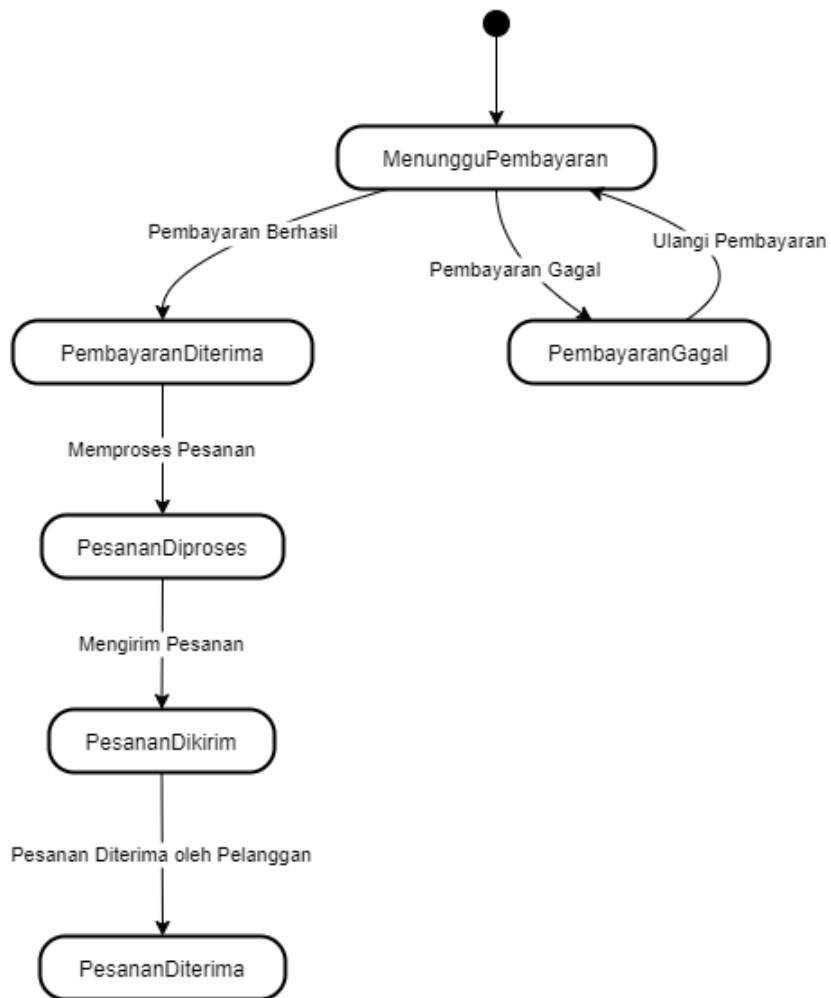 MenungguPembayaran
Pembayaran Berhasil
Ulangi Pembayaran
Pembayaran Gagal
PembayaranDiterima
PembayaranGagal
Memproses Pesanan
PesananDiproses
Mengirim Pesanan
PesananDikirim
Pesanan Diterima oleh Pelanggan
PesananDiterima